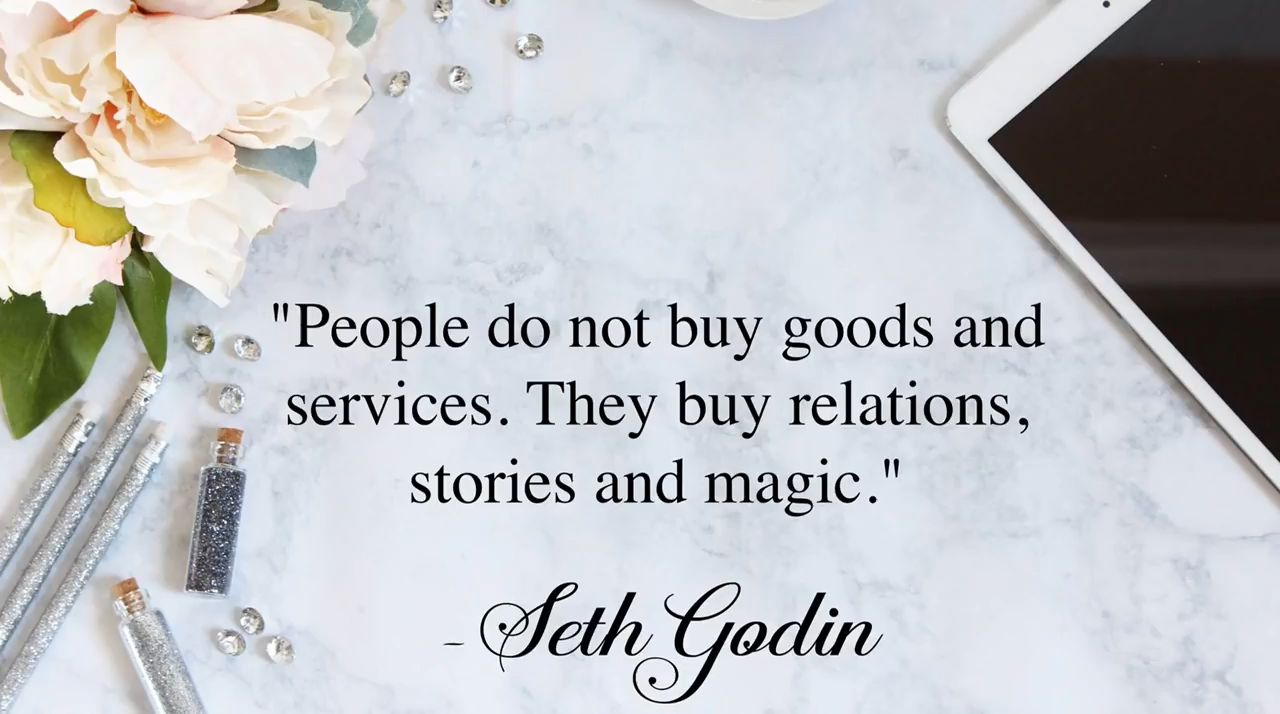 "People do not buy goods and
services. They buy relations,
stories and magic."
- Seth Godin